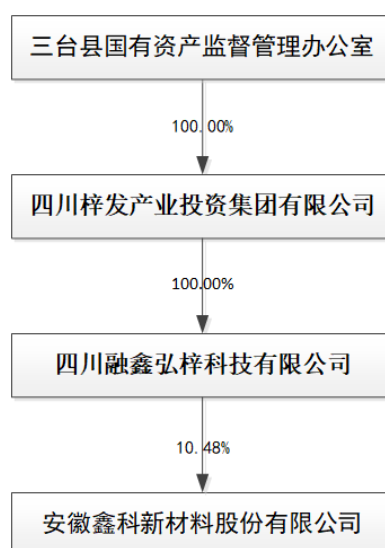 三台县国有资产监督管理办公室
100.00%
四川梓发产业投资集团有限公司
100.00%
四川融鑫弘梓科技有限公司
10.48%
安徽鑫科新材料股份有限公司